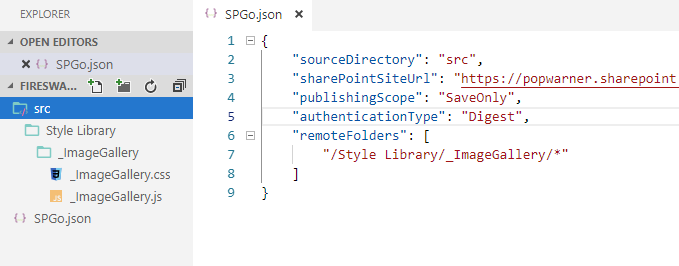 EXPLORER
OPEN EDITORS
SPGo.json
FIRESWA...
src
Style Library
_ImageGallery
_ImageGallery.css
JS _ImageGallery.js
{} SPGo.json
{} SPGo.json
1 {
2 "sourceDirectory": "src",
3 "sharePointSiteUrl": "https://popwarner.sharepoint
4 "publishingScope": "SaveOnly",
5 "authenticationType": "Digest",
6 "remoteFolders": [
7 "/Style Library/_ImageGallery/*"
8 ]
9 }